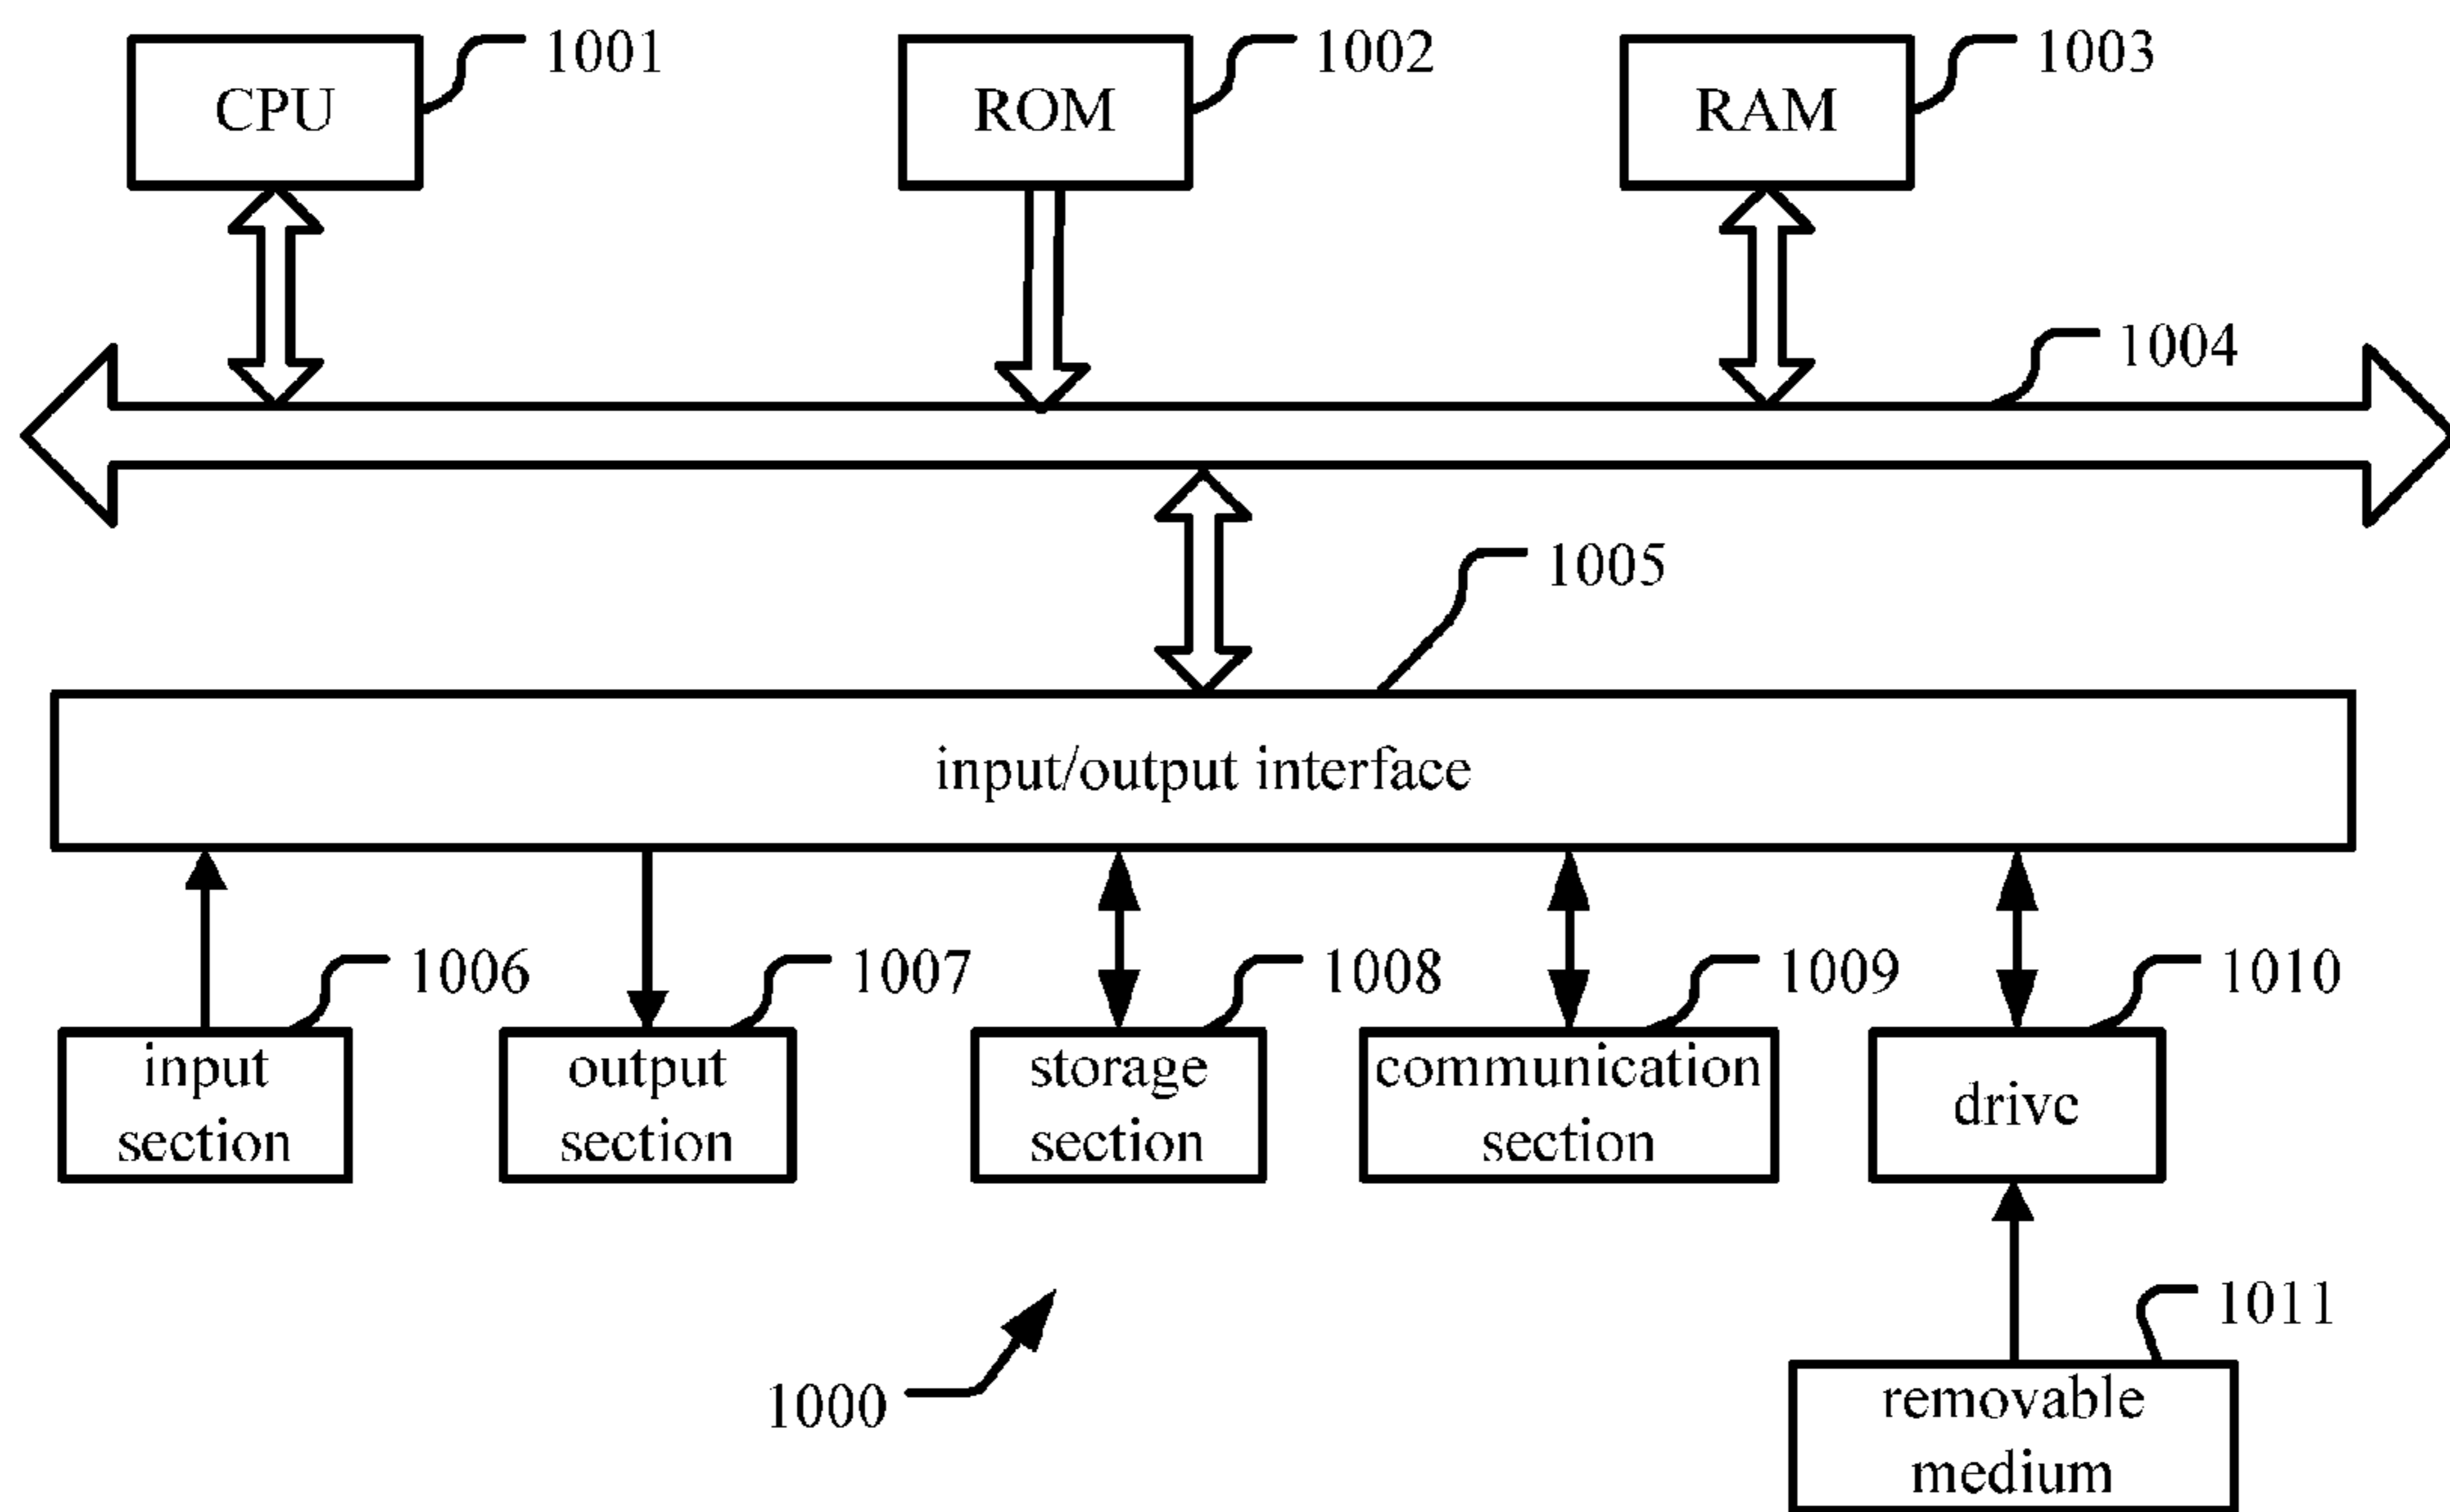 CPU
1001
ROM
1002
RAM
1003
1004
1005
input/output interface
1006
1007
1008
1009
1010
input
section
output
section
storage
section
communication
section
drive
1011
1000
removable
medium